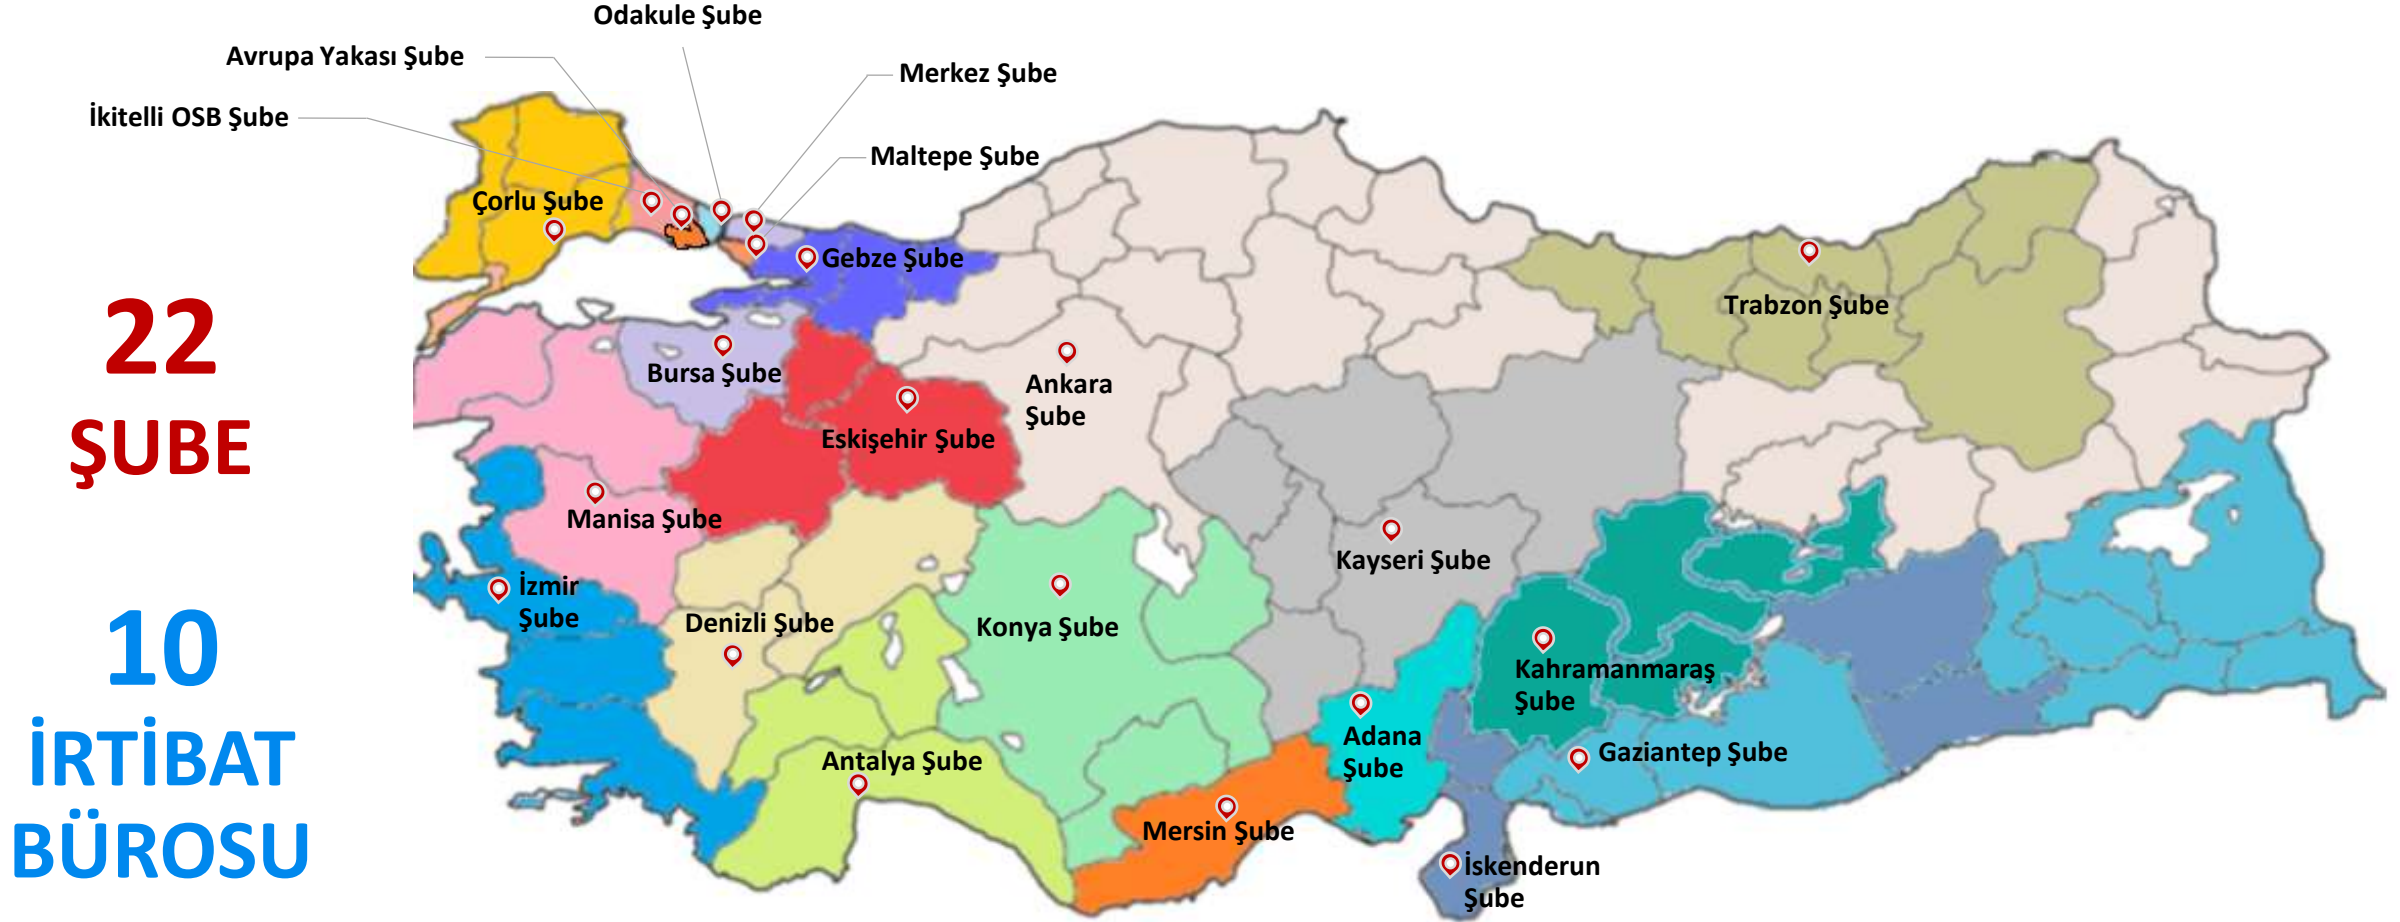 Odakule Şube
Avrupa Yakası Şube
Merkez Şube
İkitelli OSB Şube
Maltepe Şube
Çorlu Şube
Gebze Şube
22
ŞUBE
10
İRTİBAT
BÜROSU
Trabzon Şube
Bursa Şube
Ankara
Şube
Eskişehir Şube
Manisa Şube
Kayseri Şube
İzmir
Şube
Denizli Şube
Konya Şube
Kahramanmaraş
Şube
Adana
Şube
Gaziantep Şube
Antalya Şube
Mersin Şube
İskenderun
Şube